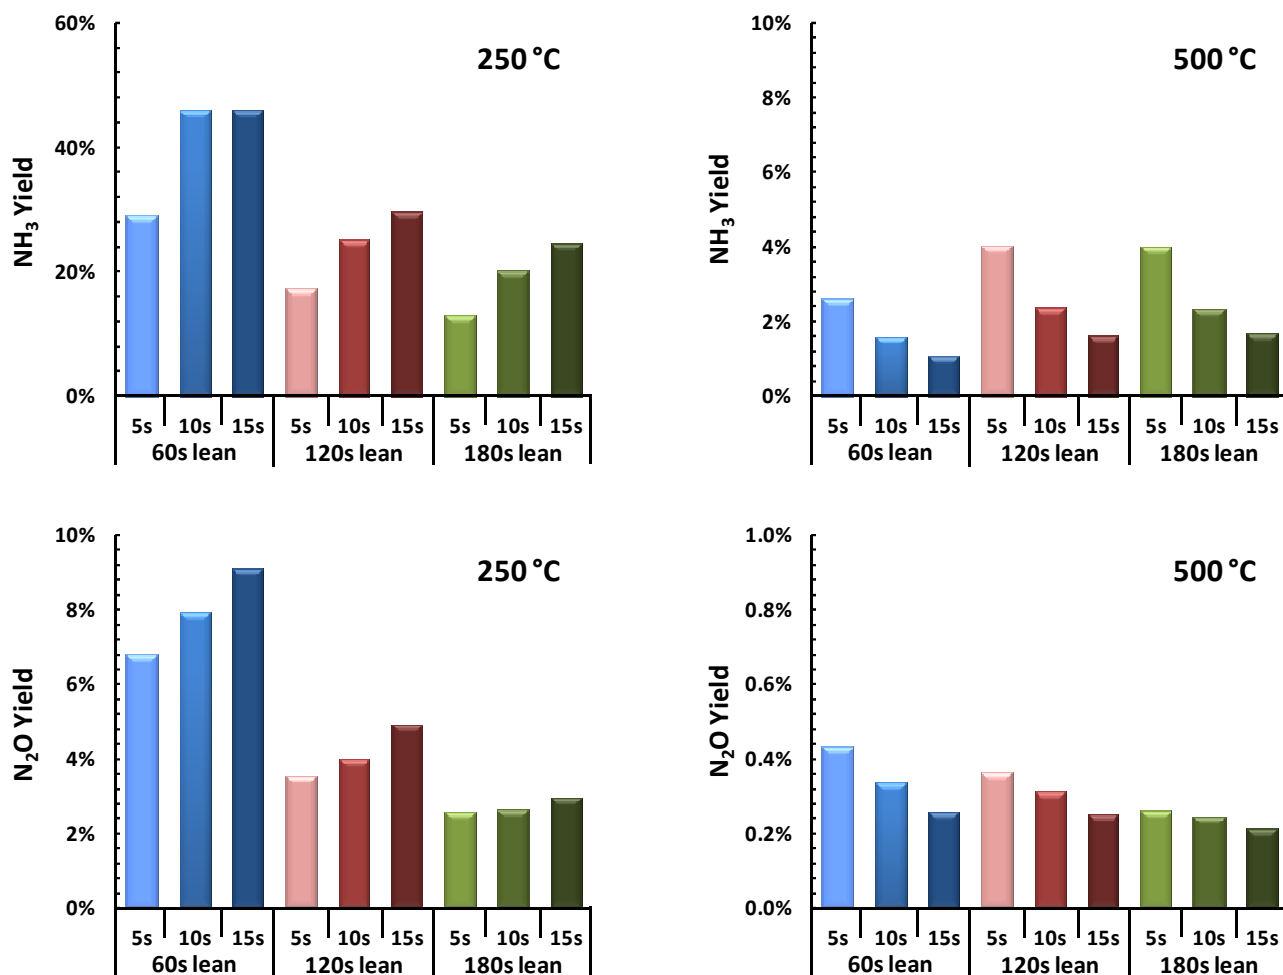 60%
40%
20%
0%
NH₃ Yield
250 °C
5s 10s 15s 5s 10s 15s 5s 10s 15s
60s lean 120s lean 180s lean
10%
8%
6%
4%
2%
0%
NH₃ Yield
500 °C
5s 10s 15s 5s 10s 15s 5s 10s 15s
60s lean 120s lean 180s lean
10%
8%
6%
4%
2%
0%
N₂O Yield
250 °C
5s 10s 15s 5s 10s 15s 5s 10s 15s
60s lean 120s lean 180s lean
1.0%
0.8%
0.6%
0.4%
0.2%
0.0%
N₂O Yield
500 °C
5s 10s 15s 5s 10s 15s 5s 10s 15s
60s lean 120s lean 180s lean